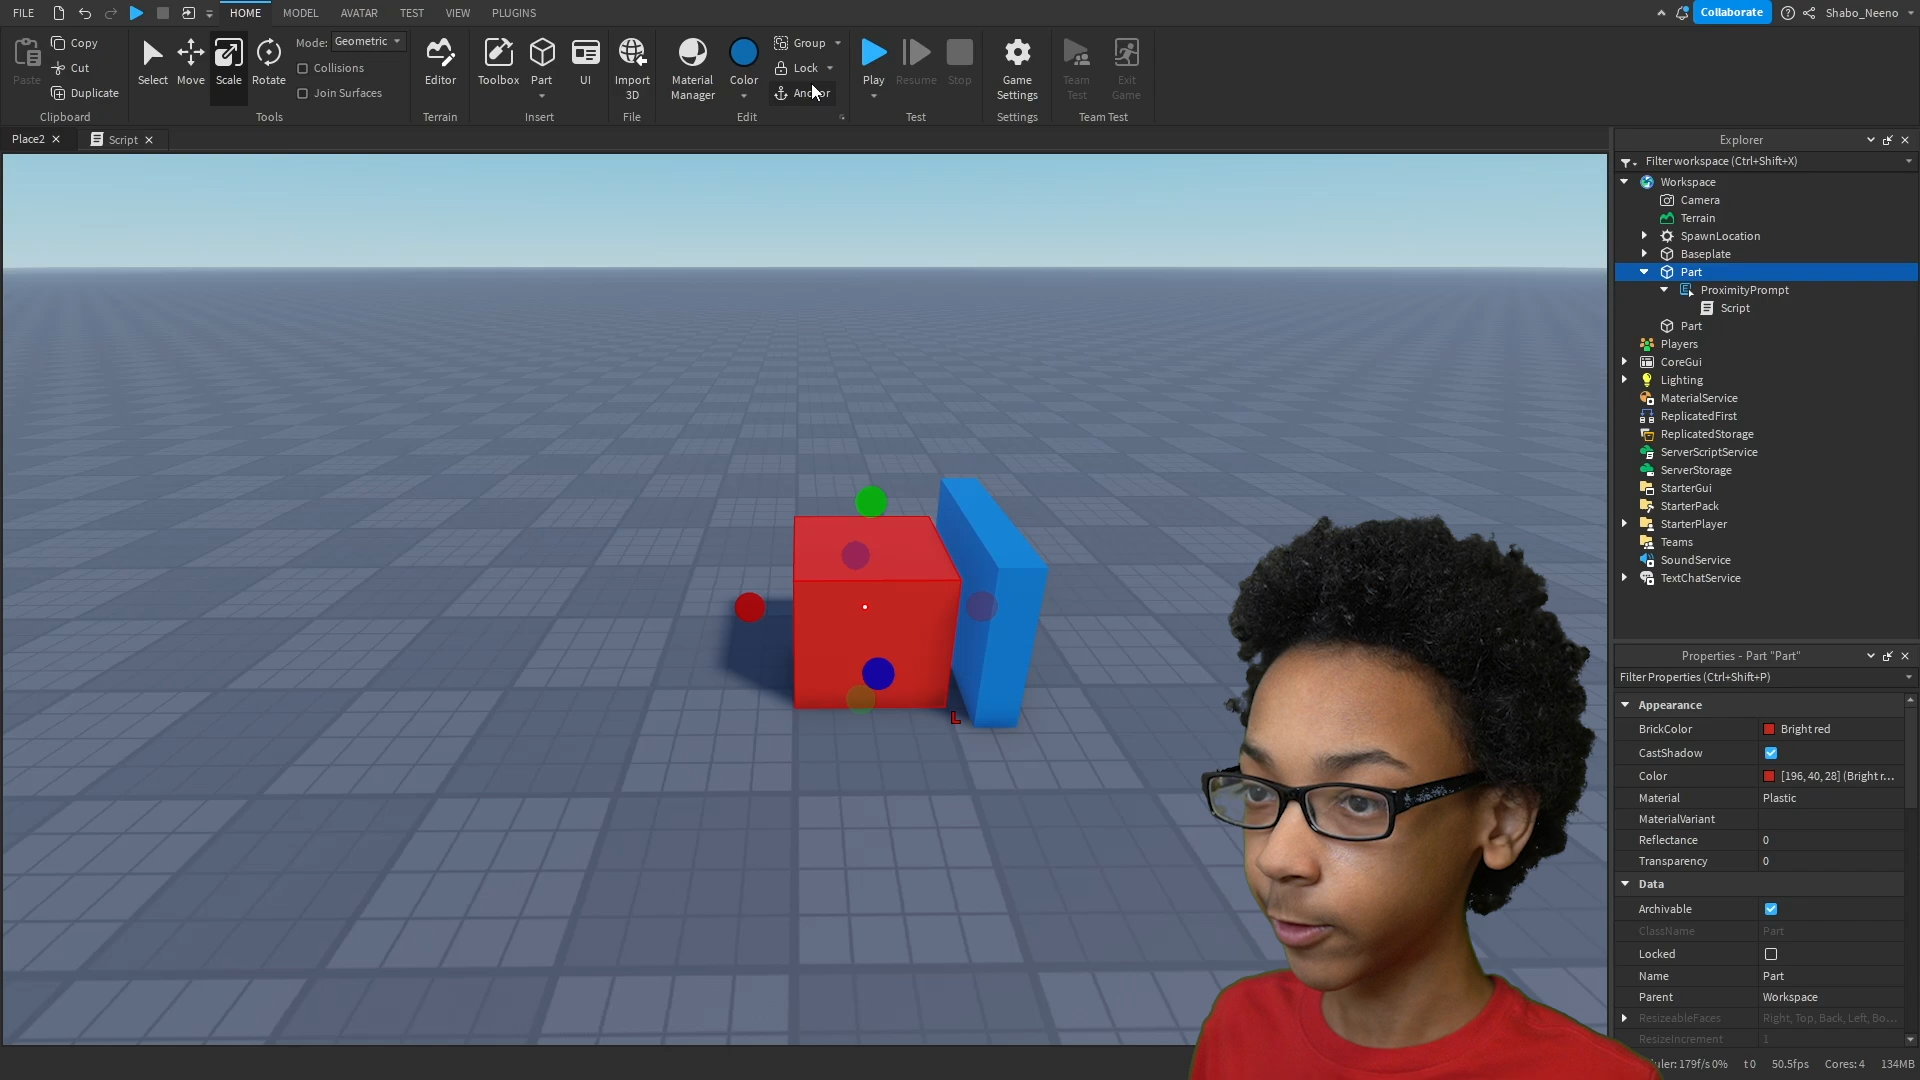 FILE HOME MODEL AVATAR TEST VIEW PLUGINS Collaborate Shabo_Neeno
Paste Copy Cut Duplicate
Select Move Scale Rotate
Mode: Geometric
Collisions
Join Surfaces
Editor Toolbox Part UI Import 3D
Material Manager Color Group Lock
Play Resume Stop Game Settings Team Test Exit Game
Clipboard Tools Terrain Insert File Edit Test Settings Team Test
Place2 Script
Explorer
Filter workspace (Ctrl+Shift+X)
Workspace
Camera
Terrain
SpawnLocation
Baseplate
Part
ProximityPrompt
Script
Part
Players
CoreGui
Lighting
MaterialService
ReplicatedFirst
ReplicatedStorage
ServerScriptService
ServerStorage
StarterGui
StarterPack
StarterPlayer
Teams
SoundService
TextChatService
L
Properties - Part "Part"
Filter Properties (Ctrl+Shift+P)
Appearance
BrickColor Bright red
CastShadow
Color [196, 40, 28] (Bright r...
Material Plastic
MaterialVariant
Reflectance 0
Transparency 0
Data
Archivable
ClassName Part
Locked
Name Part
Parent Workspace
ResizeableFaces Right, Top, Back, Left, Bo...
ResizeIncrement 1
uler: 179f/s 0% t0 50.5fps Cores: 4 134MB